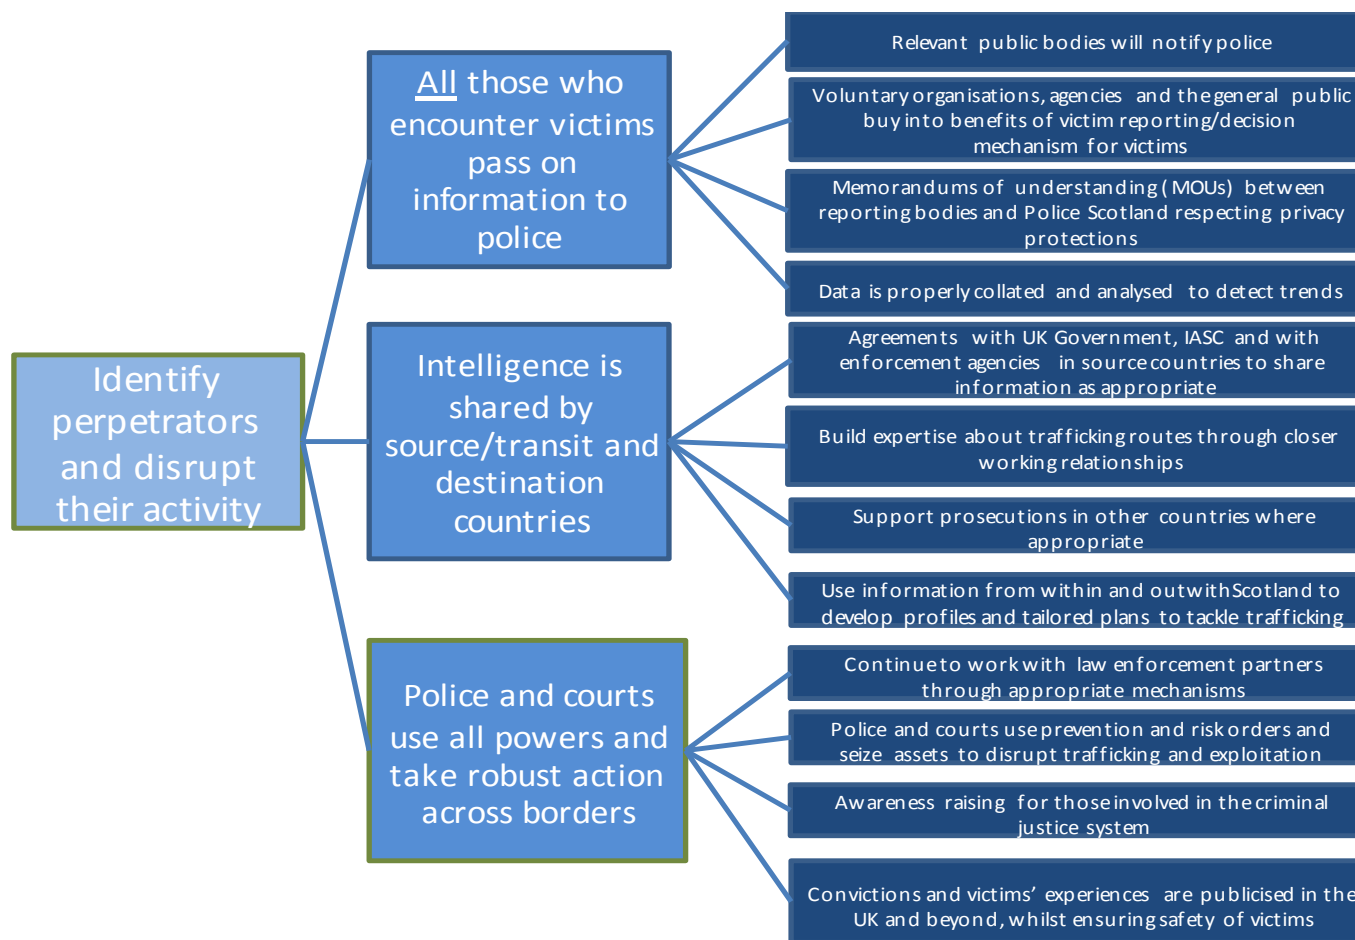 Identify
perpetrators
and disrupt
their activity
All those who
encounter victims
pass on
information to
police
Relevant public bodies will notify police
Voluntary organisations, agencies and the general public
buy into benefits of victim reporting/decision
mechanism for victims
Memorandums of understanding (MOUs) between
reporting bodies and Police Scotland respecting privacy
protections
Data is properly collated and analysed to detect trends
Intelligence is
shared by
source/transit and
destination
countries
Agreements with UK Government, IASC and with
enforcement agencies in source countries to share
information as appropriate
Build expertise about trafficking routes through closer
working relationships
Support prosecutions in other countries where
appropriate
Use information from within and outwith Scotland to
develop profiles and tailored plans to tackle trafficking
Police and courts
use all powers and
take robust action
across borders
Continue to work with law enforcement partners
through appropriate mechanisms
Police and courts use prevention and risk orders and
seize assets to disrupt trafficking and exploitation
Awareness raising for those involved in the criminal
justice system
Convictions and victims’ experiences are publicised in the
UK and beyond, whilst ensuring safety of victims